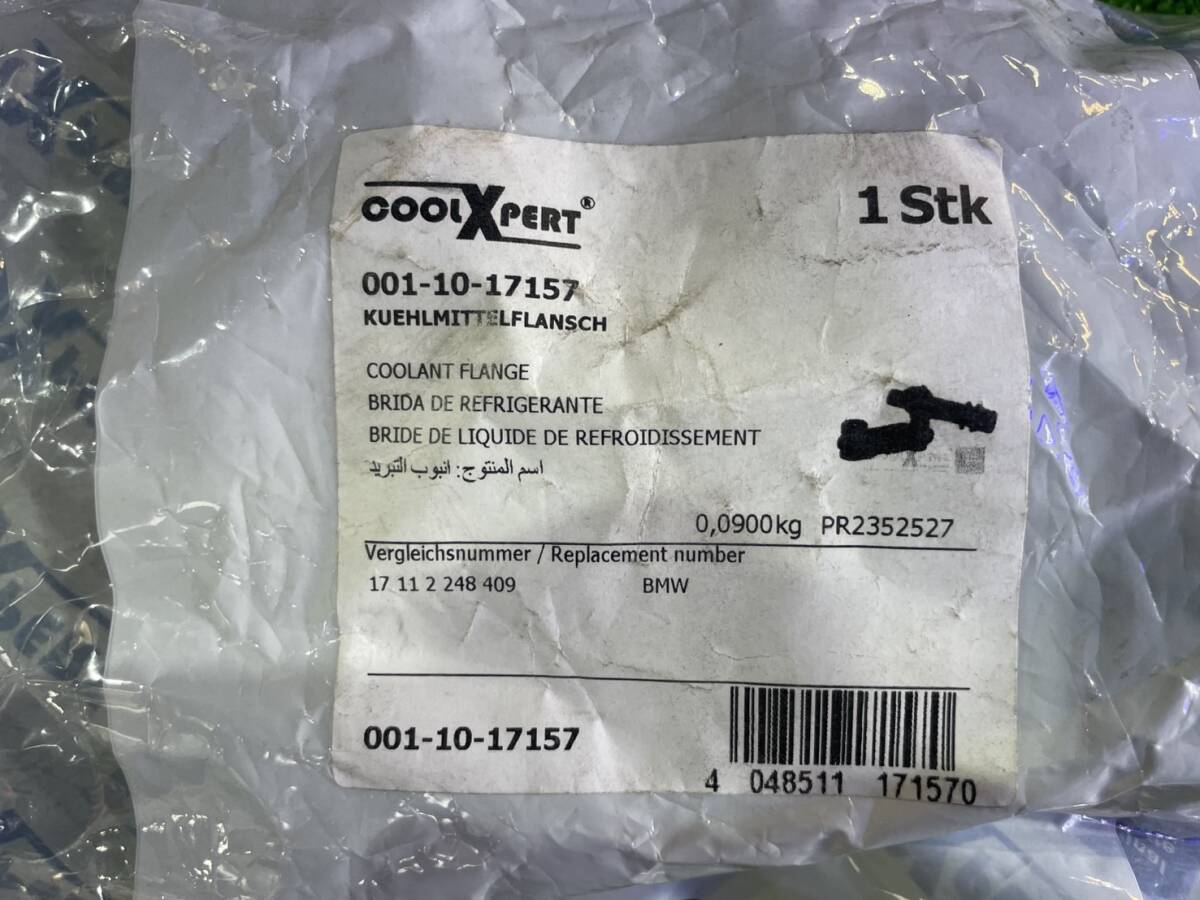 COOLXPERT®
1 Stk
001-10-17157
KUEHLMITTELFLANSCH
COOLANT FLANGE
BRIDA DE REFRIGERANTE
BRIDE DE LIQUIDE DE REFROIDISSEMENT
اسم المنتوج: انبوب التبريد
0,0900kg PR2352527
Vergleichsnummer / Replacement number
17 11 2 248 409 BMW
001-10-17157
4 048511 171570